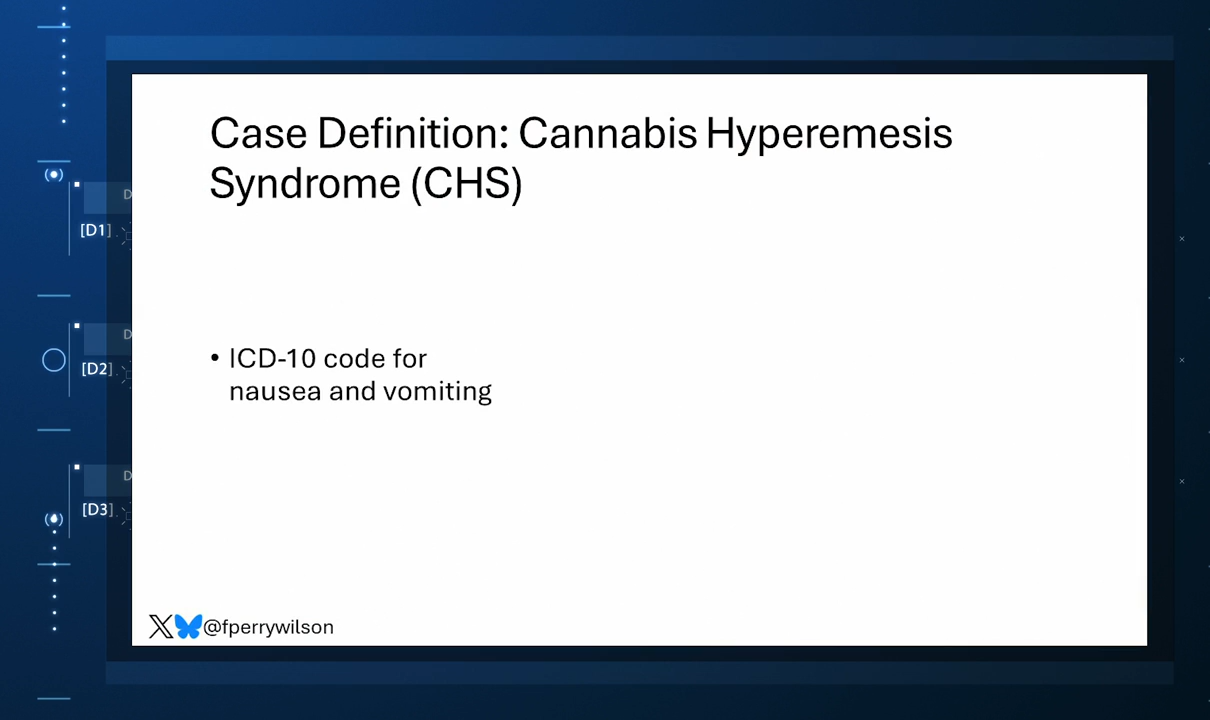 Case Definition: Cannabis Hyperemesis
Syndrome (CHS)
D
[D1]
• ICD-10 code for
nausea and vomiting
D
[D2]
D
[D3]
@fperrywilson